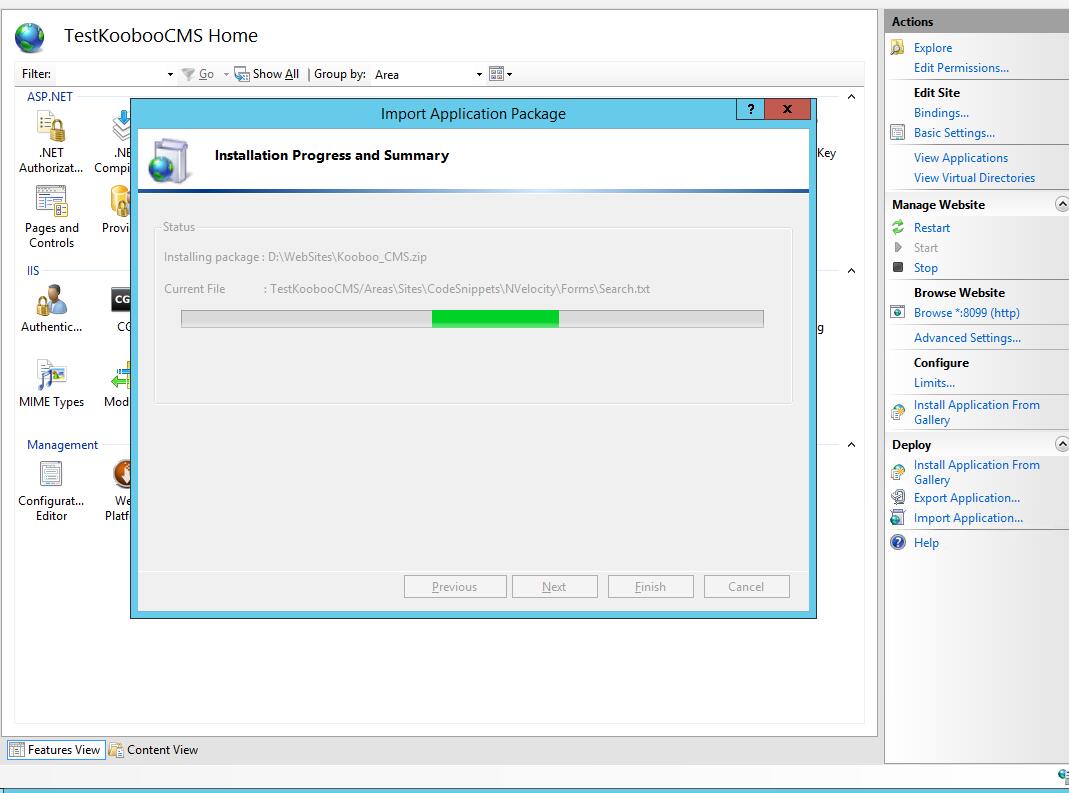 TestKoobooCMS Home
Filter:
Go
Show All
Group by:
Area
ASP.NET
.NET Authorizat...
.NE Compi
Key
Pages and Controls
Provi
IIS
Authentic...
CG
g
MIME Types
Mod
Management
Configurat... Editor
We Platf
Import Application Package
?
X
Installation Progress and Summary
Status
Installing package : D:\WebSites\Kooboo_CMS.zip
Current File : TestKoobooCMS/Areas\Sites\CodeSnippets\NVelocity\Forms\Search.txt
Previous
Next
Finish
Cancel
Features View
Content View
Actions
Explore
Edit Permissions...
Edit Site
Bindings...
Basic Settings...
View Applications
View Virtual Directories
Manage Website
Restart
Start
Stop
Browse Website
Browse *:8099 (http)
Advanced Settings...
Configure
Limits...
Install Application From
Gallery
Deploy
Install Application From
Gallery
Export Application...
Import Application...
Help